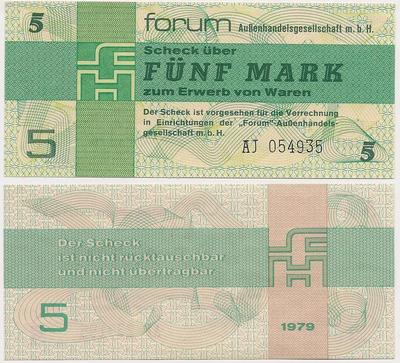 5
forum Außenhandelsgesellschaft m. b. H.
Scheck über
FÜNF MARK
zum Erwerb von Waren
Der Scheck ist vorgesehen für die Verrechnung
in Einrichtungen der „Forum“-Außenhandels-
gesellschaft m. b. H.
5
AJ 054935
5
Der Scheck
ist nicht rücktauschbar
und nicht übertragbar
5
1979